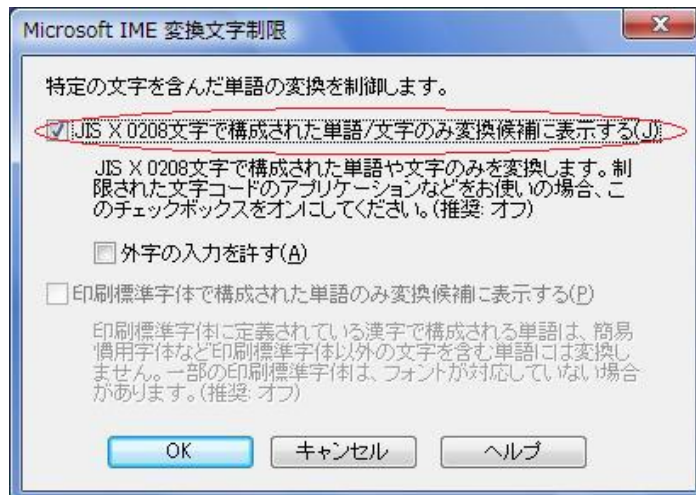 Microsoft IME 変換文字制限
特定の文字を含んだ単語の変換を制御します。
JIS X 0208文字で構成された単語/文字のみ変換候補に表示する(J)
JIS X 0208文字で構成された単語や文字のみを変換します。制
限された文字コードのアプリケーションなどをお使いの場合、こ
のチェックボックスをオンにしてください。(推奨: オフ)
外字の入力を許す(A)
印刷標準字体で構成された単語のみ変換候補に表示する(P)
印刷標準字体に定義されている漢字で構成される単語は、簡易
慣用字体など印刷標準字体以外の文字を含む単語には変換し
ません。一部の印刷標準字体は、フォントが対応していない場合
があります。(推奨: オフ)
OK
キャンセル
ヘルプ